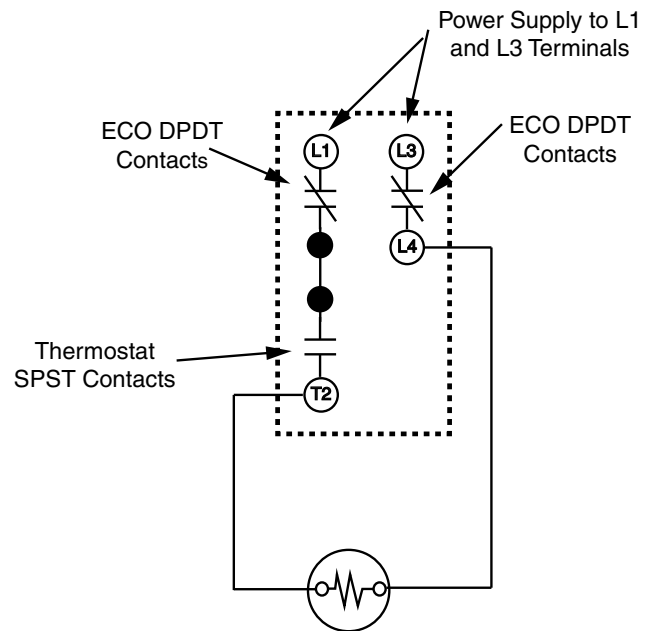 Power Supply to L1
and L3 Terminals
ECO DPDT
Contacts
ECO DPDT
Contacts
L1
L3
L4
Thermostat
SPST Contacts
T2